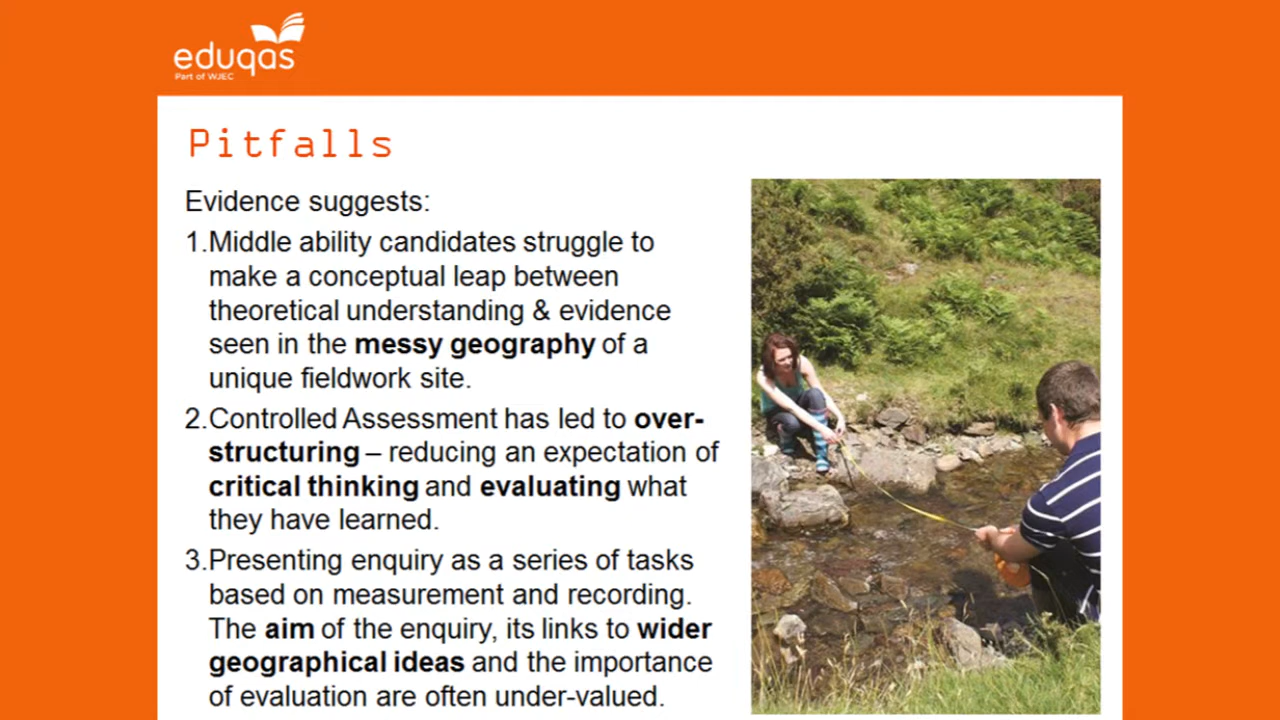 eduqas
Part of WJEC
Pitfalls
Evidence suggests:
1.Middle ability candidates struggle to
make a conceptual leap between
theoretical understanding & evidence
seen in the messy geography of a
unique fieldwork site.
2.Controlled Assessment has led to over-
structuring – reducing an expectation of
critical thinking and evaluating what
they have learned.
3.Presenting enquiry as a series of tasks
based on measurement and recording.
The aim of the enquiry, its links to wider
geographical ideas and the importance
of evaluation are often under-valued.